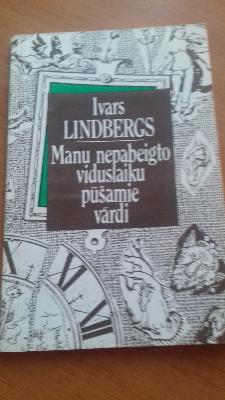 Ivars
LINDBERGS
Manu nepabeigto
viduslaiku
pūšamie
vārdi